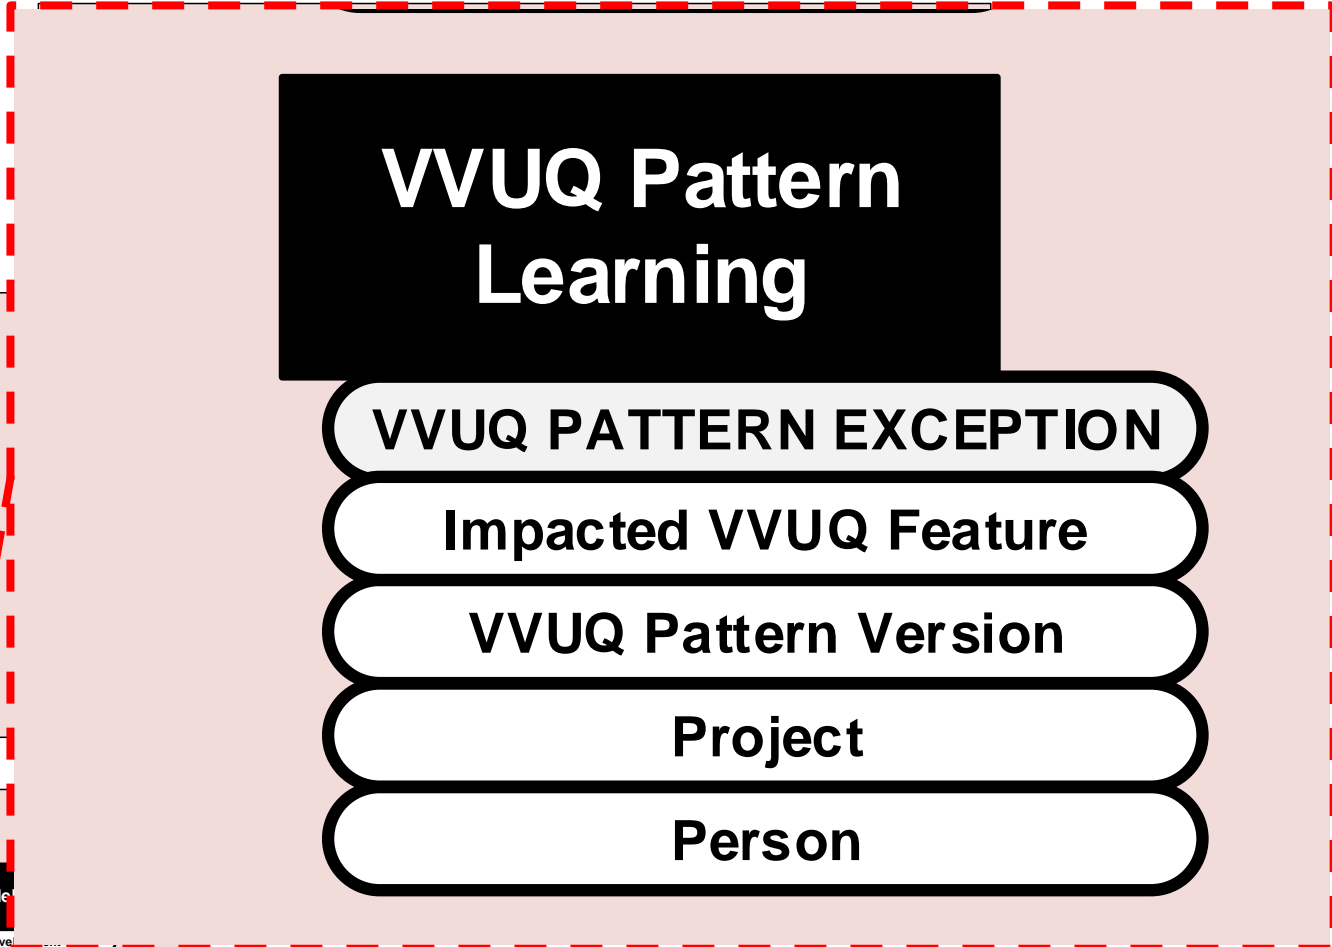 VVUQ Pattern
Learning
VVUQ PATTERN EXCEPTION
Impacted VVUQ Feature
VVUQ Pattern Version
Project
Person